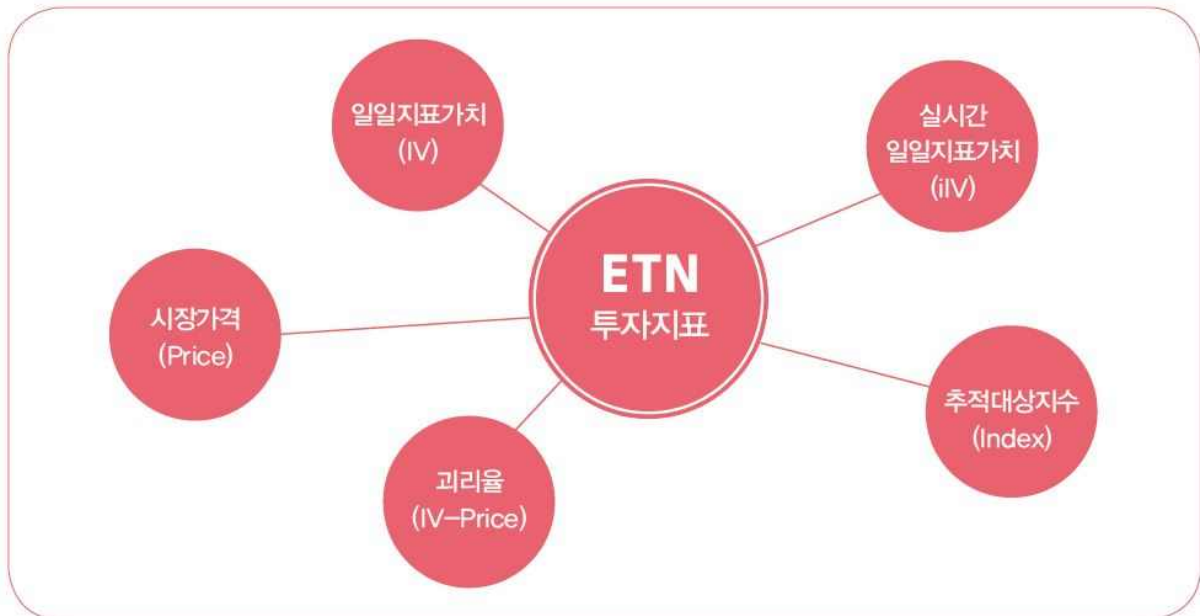 일일지표가치
(IV)
실시간
일일지표가치
(iIV)
ETN
투자지표
시장가격
(Price)
추적대상지수
(Index)
괴리율
(IV-Price)